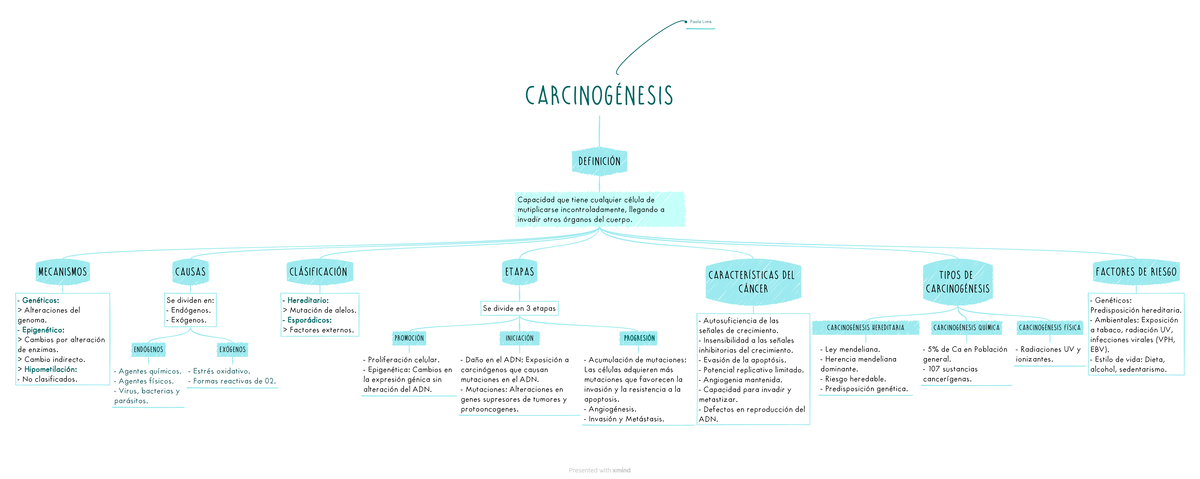 Paola Lima
CARCINOGÉNESIS
DEFINICIÓN
Capacidad que tiene cualquier célula de
mutiplicarse incontroladamente, llegando a
invadir otros órganos del cuerpo.
MECANISMOS
- Genéticos:
> Alteraciones del
genoma.
- Epigenético:
> Cambios por alteración
de enzimas.
> Cambio indirecto.
> Hipometilación:
- No clasificados.
CAUSAS
Se dividen en:
- Endógenos.
- Exógenos.
ENDÓGENOS
- Agentes químicos.
- Agentes físicos.
- Virus, bacterias y
parásitos.
EXÓGENOS
- Estrés oxidativo.
- Formas reactivas de O2.
CLÁSIFICACIÓN
- Hereditario:
> Mutación de alelos.
- Esporádicos:
> Factores externos.
ETAPAS
Se divide en 3 etapas
PROMOCIÓN
- Proliferación celular.
- Epigenética: Cambios en
la expresión génica sin
alteración del ADN.
INICIACIÓN
- Daño en el ADN: Exposición a
carcinógenos que causan
mutaciones en el ADN.
- Mutaciones: Alteraciones en
genes supresores de tumores y
protooncogenes.
PROGRESIÓN
- Acumulación de mutaciones:
Las células adquieren más
mutaciones que favorecen la
invasión y la resistencia a la
apoptosis.
- Angiogénesis.
- Invasión y Metástasis.
CARACTERÍSTICAS DEL
CÁNCER
- Autosuficiencia de las
señales de crecimiento.
- Insensibilidad a las señales
inhibitorias del crecimiento.
- Evasión de la apoptósis.
- Potencial replicativo limitado.
- Angiogenia mantenida.
- Capacidad para invadir y
metastizar.
- Defectos en reproducción del
ADN.
TIPOS DE
CARCINOGÉNESIS
CARCINOGÉNESIS HEREDITARIA
- Ley mendeliana.
- Herencia mendeliana
dominante.
- Riesgo heredable.
- Predisposición genética.
CARCINOGÉNESIS QUÍMICA
- 5% de Ca en Población
general.
- 107 sustancias
cancerígenas.
CARCINOGÉNESIS FÍSICA
- Radiaciones UV y
ionizantes.
FACTORES DE RIESGO
- Genéticos:
Predisposición hereditaria.
- Ambientales: Exposición
a tabaco, radiación UV,
infecciones virales (VPH,
EBV).
- Estilo de vida: Dieta,
alcohol, sedentarismo.
Presented with xmind